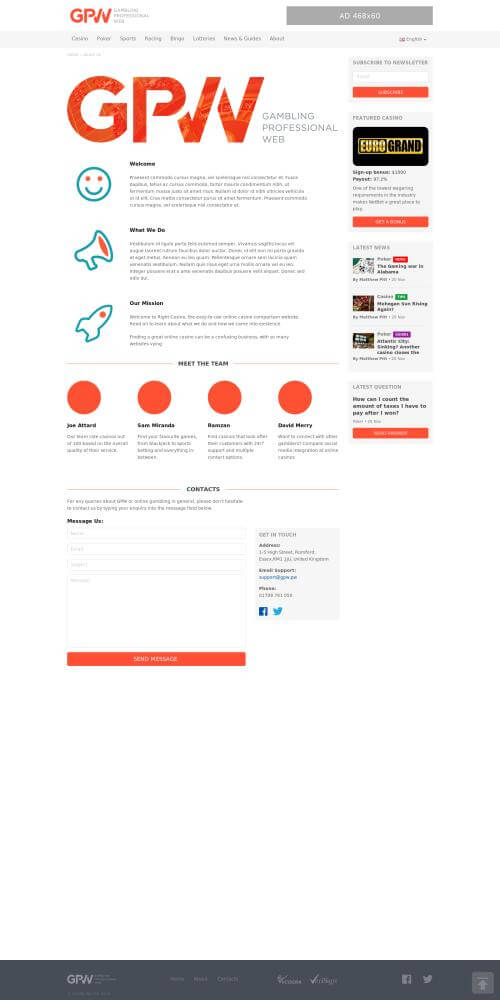 GPW GAMBLING
PROFESSIONAL
WEB
AD 468x60
Casino Poker Sports Racing Bingo Lotteries News & Guides About
English
GPW
GAMBLING
PROFESSIONAL
WEB
Welcome
Praesent commodo cursus magna, vel scelerisque nisl consectetur et. Fusce
dapibus, tellus ac cursus commodo, tortor mauris condimentum nibh, ut
fermentum massa justo sit amet risus. Nullam id dolor id nibh ultricies vehicula
ut id elit. Cras mattis consectetur purus sit amet fermentum. Praesent commodo
cursus magna, vel scelerisque nisl consectetur et.
What We Do
Vestibulum id ligula porta felis euismod semper. Vivamus sagittis lacus vel
augue laoreet rutrum faucibus dolor auctor. Donec id elit non mi porta gravida
at eget metus. Aenean eu leo quam. Pellentesque ornare sem lacinia quam
venenatis vestibulum. Nullam quis risus eget urna mollis ornare vel eu leo.
Integer posuere erat a ante venenatis dapibus posuere velit aliquet. Donec sed
odio dui.
Our Mission
Welcome to Right Casino, the easy-to-use online casino comparison website.
Read on to learn about what we do and how we came into existence.
Finding a great online casino can be a confusing business, with so many
websites vying
MEET THE TEAM
Joe Attard
Our team rate casinos out
of 100 based on the overall
quality of their service.
Sam Miranda
Find your favourite games,
from blackjack to sports
betting and everything in
between.
Ramzan
Find casinos that look after
their customers with 24/7
support and multiple
contact options.
David Merry
Want to connect with other
gamblers? Compare social
media integration at online
casinos.
CONTACTS
For any queries about GPW or online gambling in general, please don't hesitate
to contact us by typing your enquiry into the message field below.
Message Us:
Name
Email
Subject
Message
SEND MESSAGE
GET IN TOUCH
Address:
1-5 High Street, Romford,
Essex,RM1 1JU, United Kingdom
Email Support:
support@gpw.pw
Phone:
01708 781 050
SUBSCRIBE TO NEWSLETTER
Email
SUBSCRIBE
FEATURED CASINO
EUROGRAND
Sign-up bonus: $1000
Payout: 97.2%
One of the lowest wagering
requirements in the industry
makes NetBet a great place to
play.
GET A BONUS
LATEST NEWS
Poker NEWS
The Gaming war in
Alabama
By Matthew Pitt • 20 Nov
Casino TIPS
Mohegan Sun Rising
Again?
By Matthew Pitt • 20 Nov
Poker GUIDES
Atlantic City:
Sinking? Another
casino closes the
By Matthew Pitt • 20 Nov
LATEST QUESTION
How can I count the
amount of taxes I have to
pay after I won?
Poker • 20 Nov
GPW GAMBLING
PROFESSIONAL
WEB
Home About Contacts
eCOGRA VeriSign